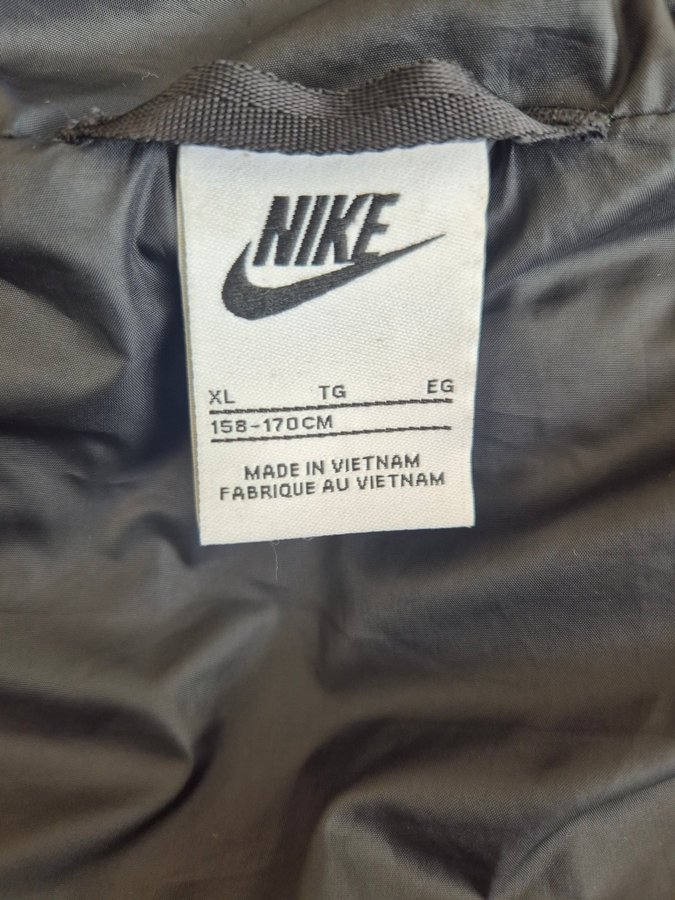 NIKE
XL TG EG
158-170CM
MADE IN VIETNAM
FABRIQUE AU VIETNAM